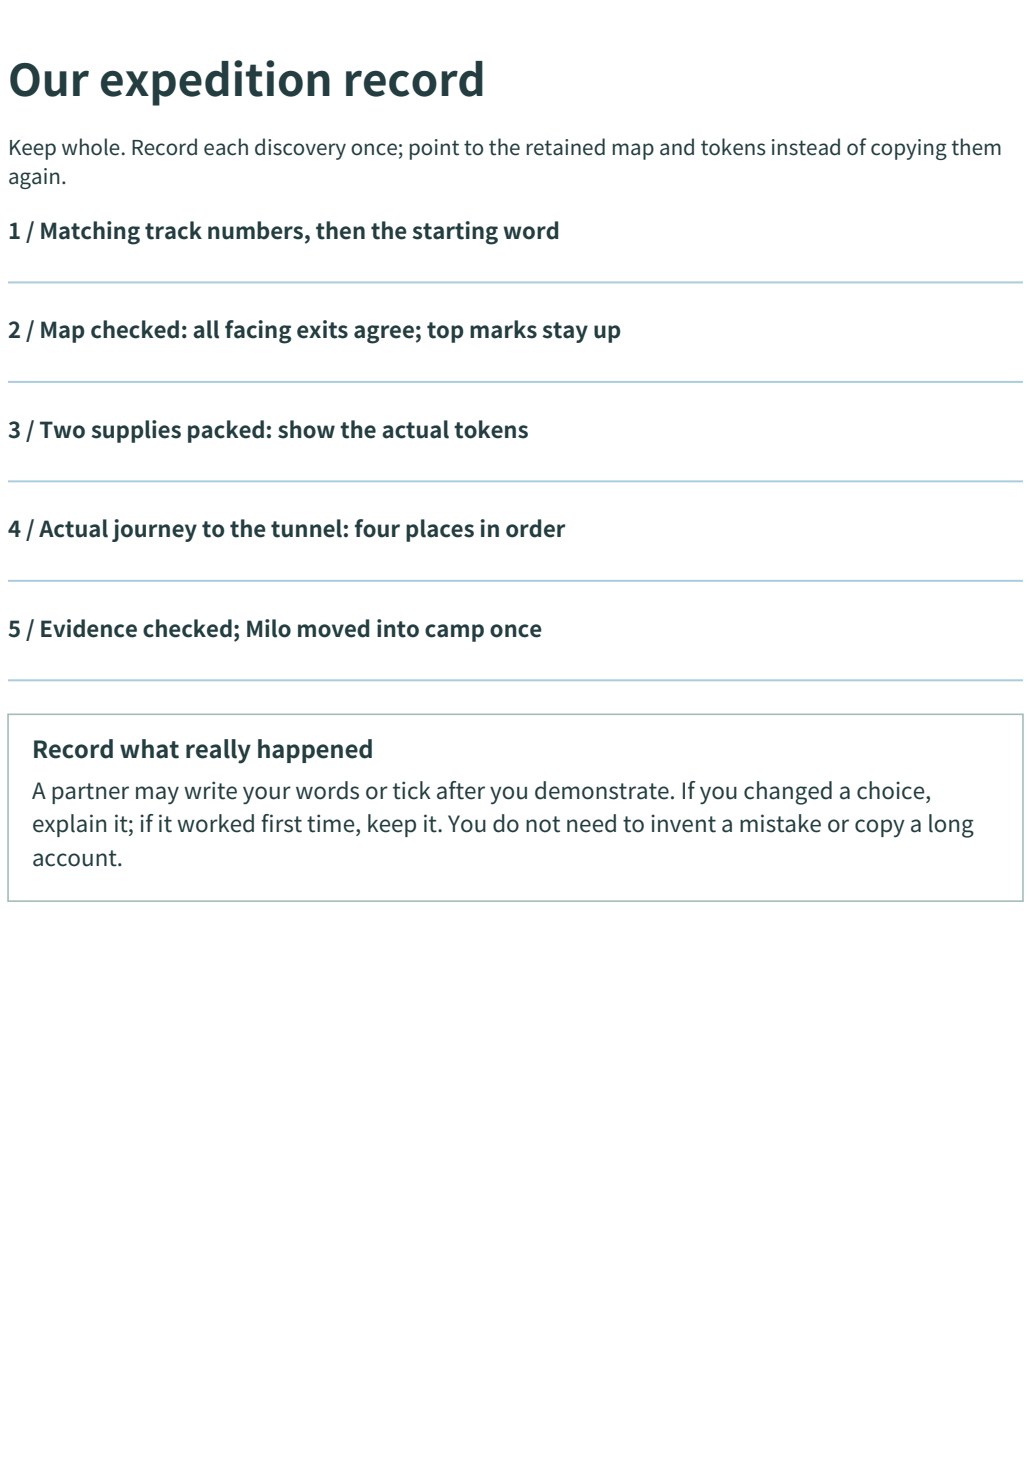 Our expedition record
Keep whole. Record each discovery once; point to the retained map and tokens instead of copying them
again.
1 / Matching track numbers, then the starting word
2 / Map checked: all facing exits agree; top marks stay up
3 / Two supplies packed: show the actual tokens
4 / Actual journey to the tunnel: four places in order
5 / Evidence checked; Milo moved into camp once
Record what really happened
A partner may write your words or tick after you demonstrate. If you changed a choice,
explain it; if it worked first time, keep it. You do not need to invent a mistake or copy a long
account.